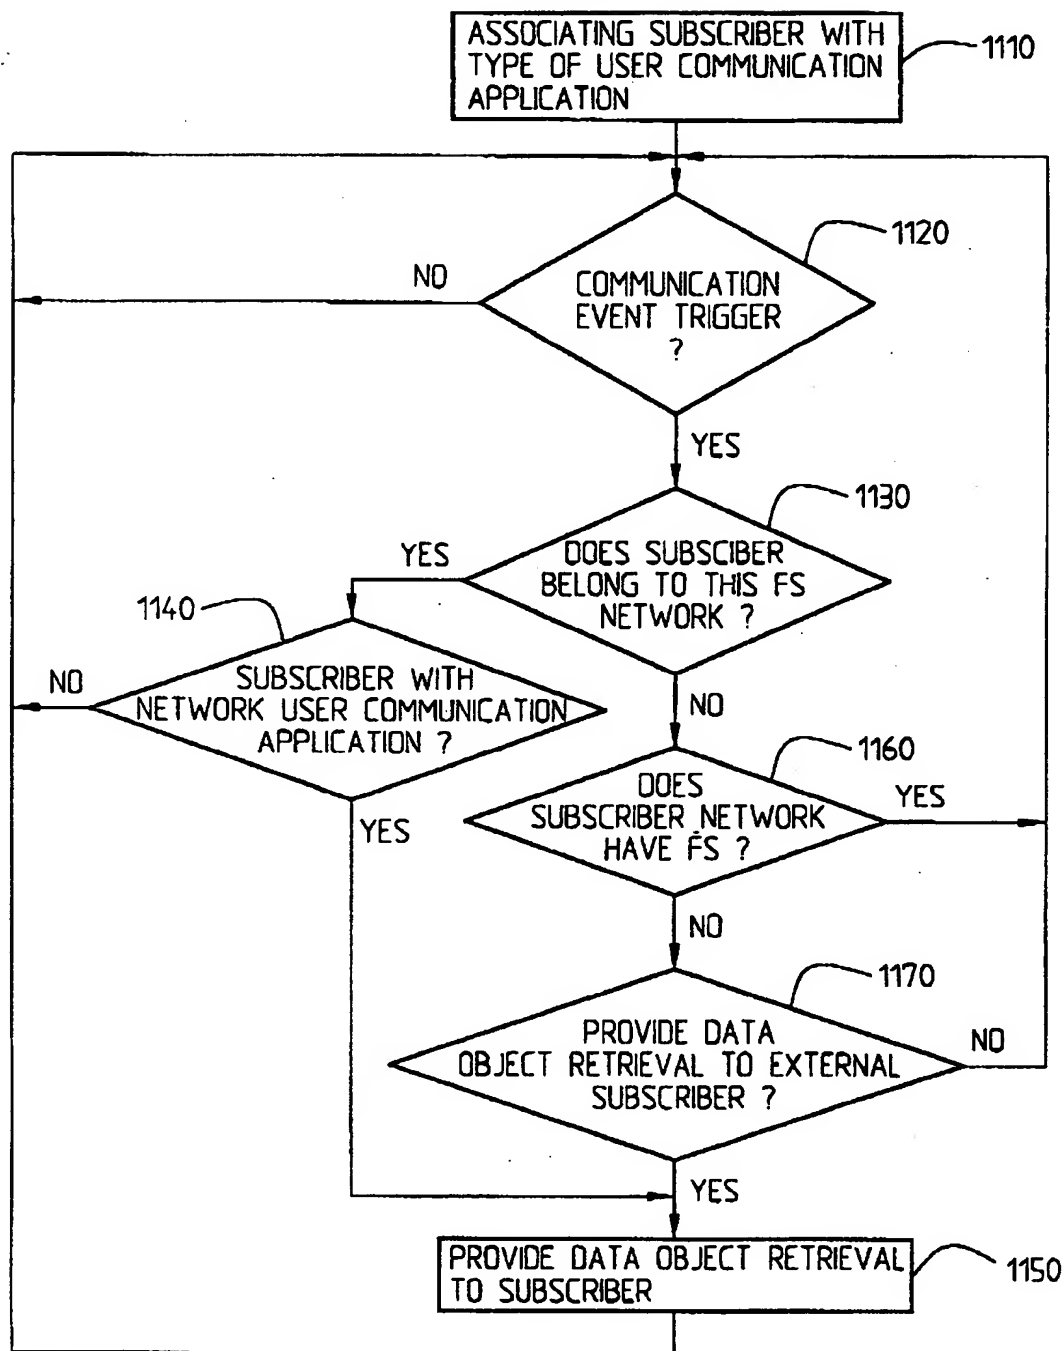 ASSOCIATING SUBSCRIBER WITH
TYPE OF USER COMMUNICATION
APPLICATION
1110
1120
NO
COMMUNICATION
EVENT TRIGGER
?
YES
1130
YES
DOES SUBSCIBER
BELONG TO THIS FS
NETWORK ?
1140
NO
SUBSCRIBER WITH
NETWORK USER COMMUNICATION
APPLICATION ?
NO
1160
DOES
SUBSCRIBER NETWORK
HAVE FS ?
YES
YES
NO
1170
PROVIDE DATA
OBJECT RETRIEVAL TO EXTERNAL
SUBSCRIBER ?
NO
YES
PROVIDE DATA OBJECT RETRIEVAL
TO SUBSCRIBER
1150